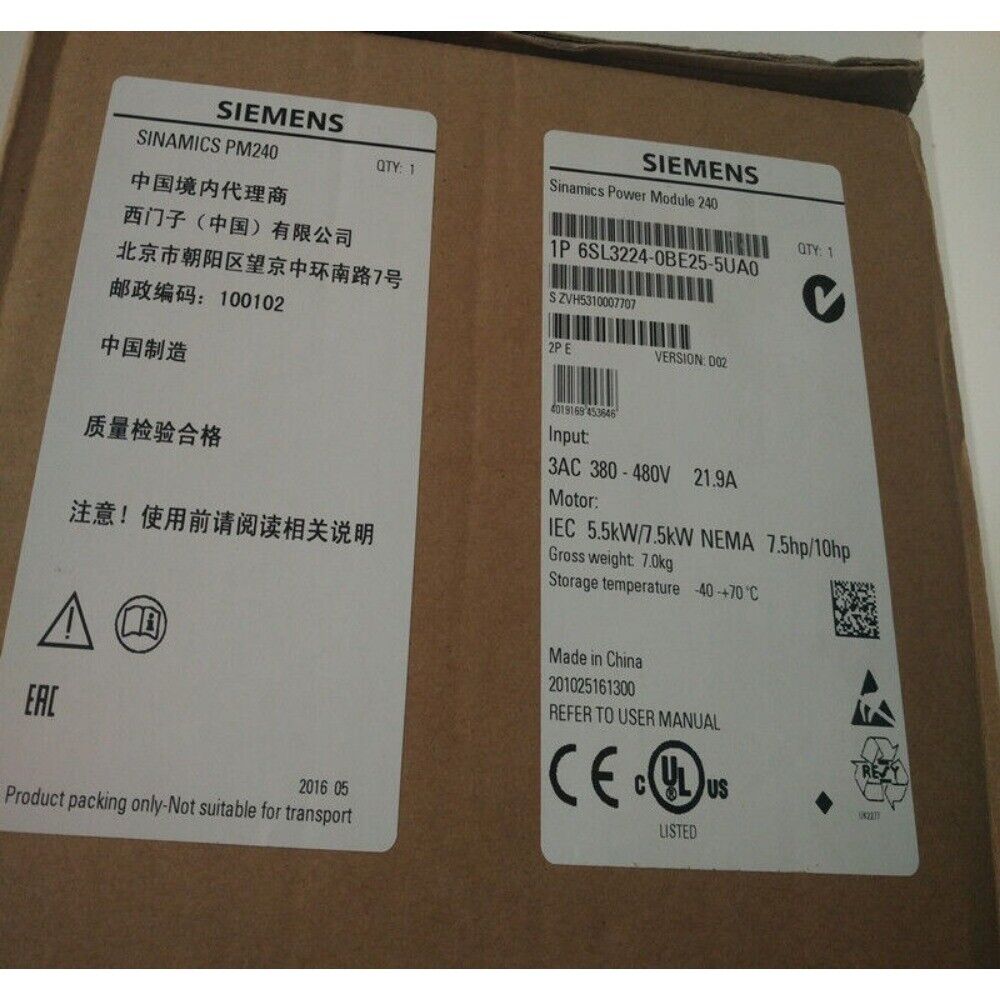 SIEMENS
SINAMICS PM240
QTY: 1
中国境内代理商
西门子（中国）有限公司
北京市朝阳区望京中环南路7号
邮政编码：100102
中国制造
质量检验合格
注意！使用前请阅读相关说明
EAC
2016 05
Product packing only-Not suitable for transport
SIEMENS
Sinamics Power Module 240
QTY: 1
1P 6SL3224-0BE25-5UA0
S ZVH5310007707
2P E
VERSION: D02
4019169 453646
Input:
3AC 380 - 480V 21.9A
Motor:
IEC 5.5kW/7.5kW NEMA 7.5hp/10hp
Gross weight: 7.0kg
Storage temperature -40 -+70 °C
Made in China
201025161300
REFER TO USER MANUAL
CE
C UL US
LISTED
RESY